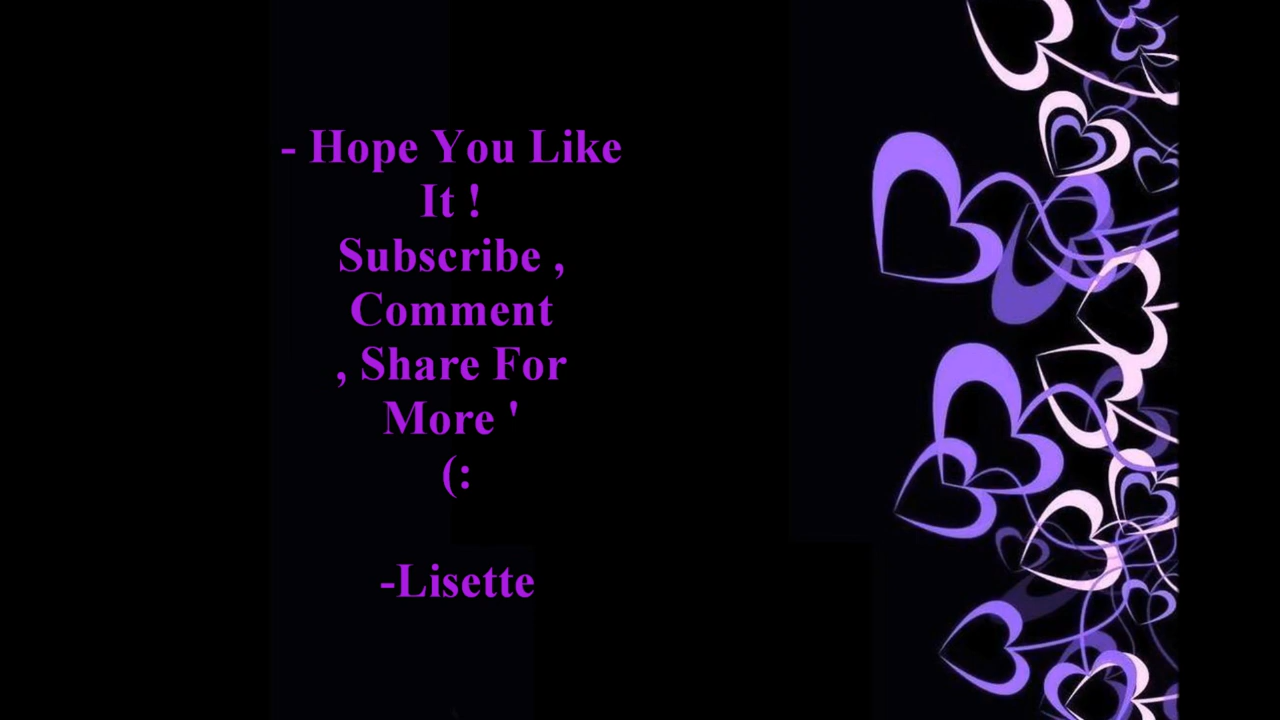 - Hope You Like
It !
Subscribe ,
Comment
, Share For
More '
(:
-Lisette